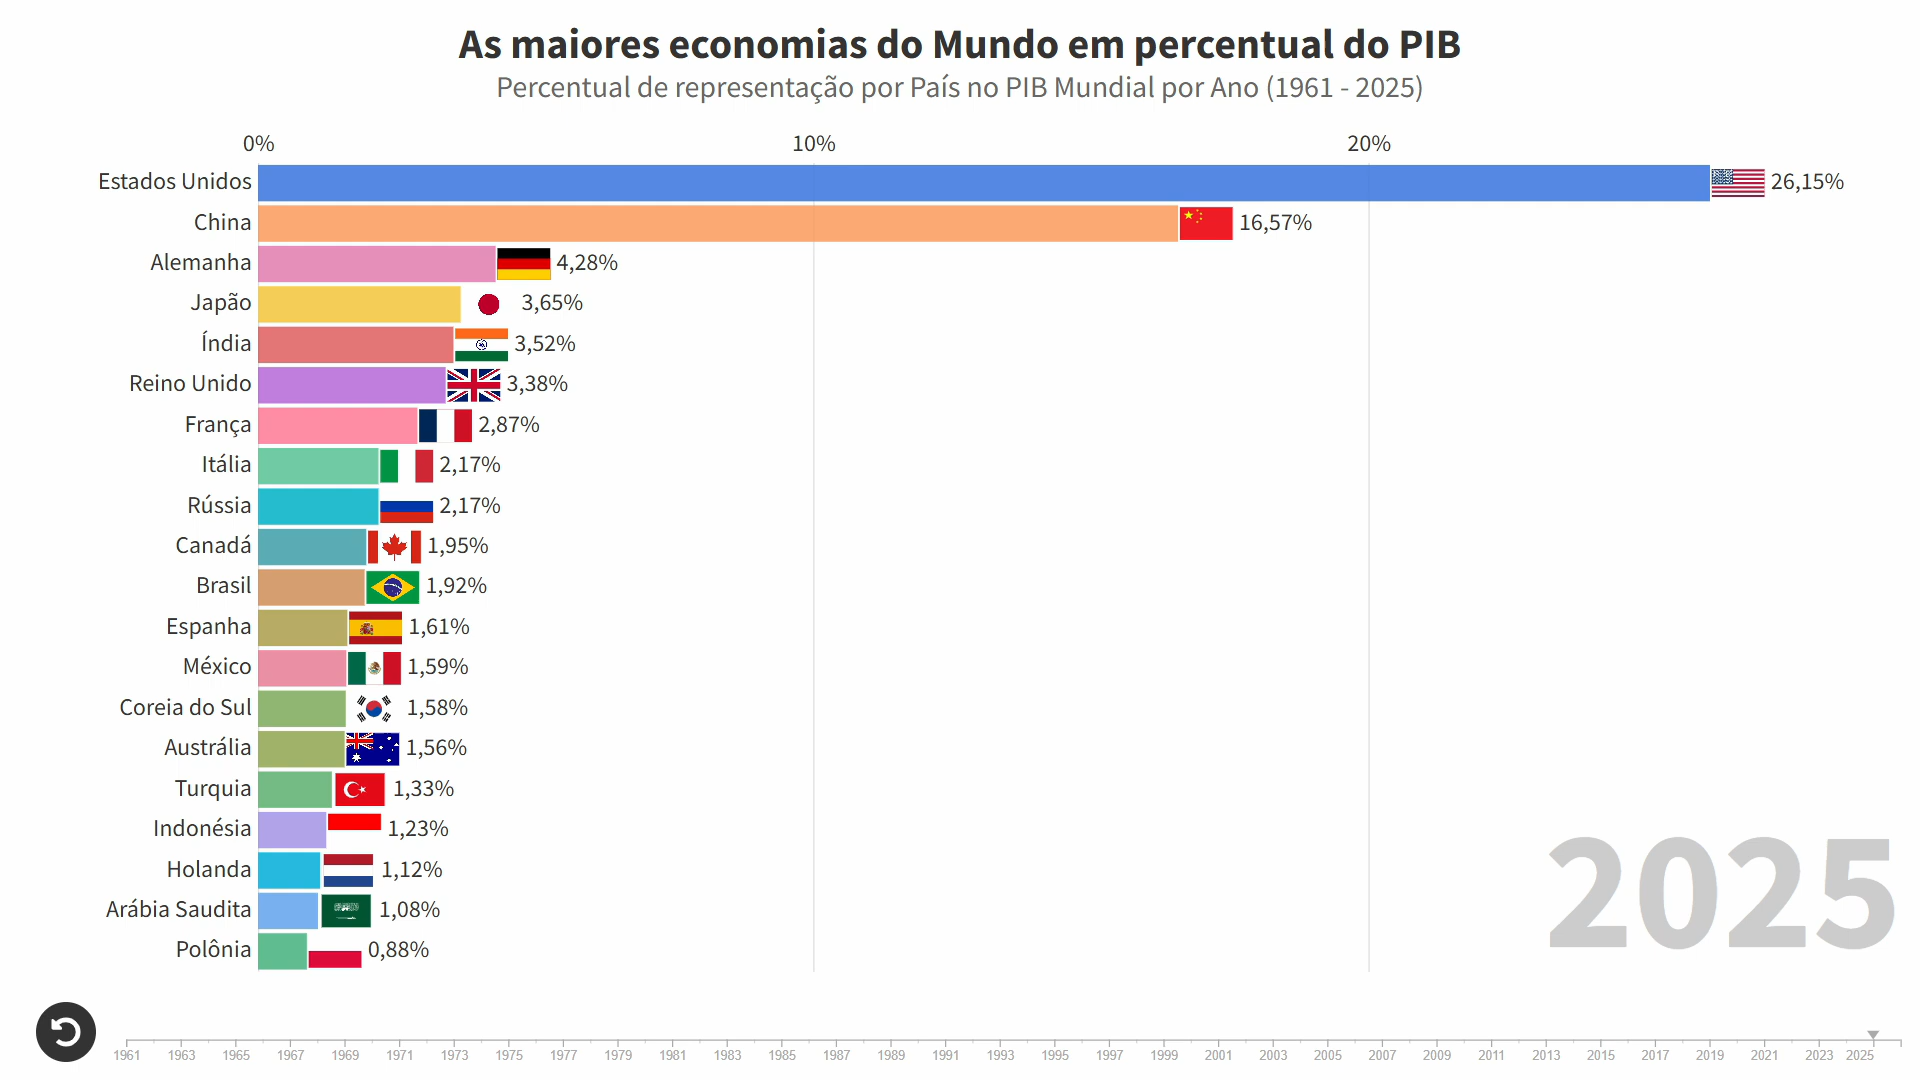 As maiores economias do Mundo em percentual do PIB
Percentual de representação por País no PIB Mundial por Ano (1961 - 2025)
0% 10% 20%
Estados Unidos 26,15%
China 16,57%
Alemanha 4,28%
Japão 3,65%
Índia 3,52%
Reino Unido 3,38%
França 2,87%
Itália 2,17%
Rússia 2,17%
Canadá 1,95%
Brasil 1,92%
Espanha 1,61%
México 1,59%
Coreia do Sul 1,58%
Austrália 1,56%
Turquia 1,33%
Indonésia 1,23%
Holanda 1,12%
Arábia Saudita 1,08%
Polônia 0,88%
2025
1961 1963 1965 1967 1969 1971 1973 1975 1977 1979 1981 1983 1985 1987 1989 1991 1993 1995 1997 1999 2001 2003 2005 2007 2009 2011 2013 2015 2017 2019 2021 2023 2025